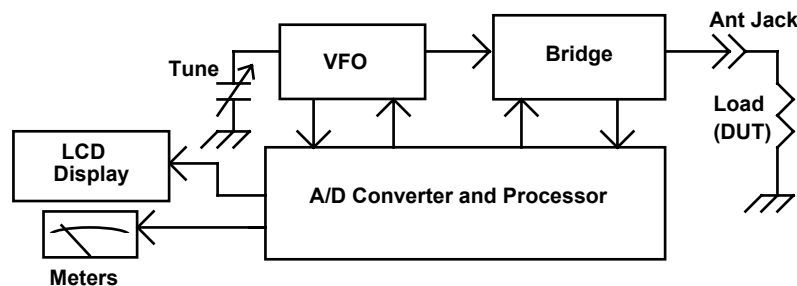 Ant Jack
VFO
Bridge
Tune
Load
(DUT)
LCD
Display
A/D Converter and Processor
Meters